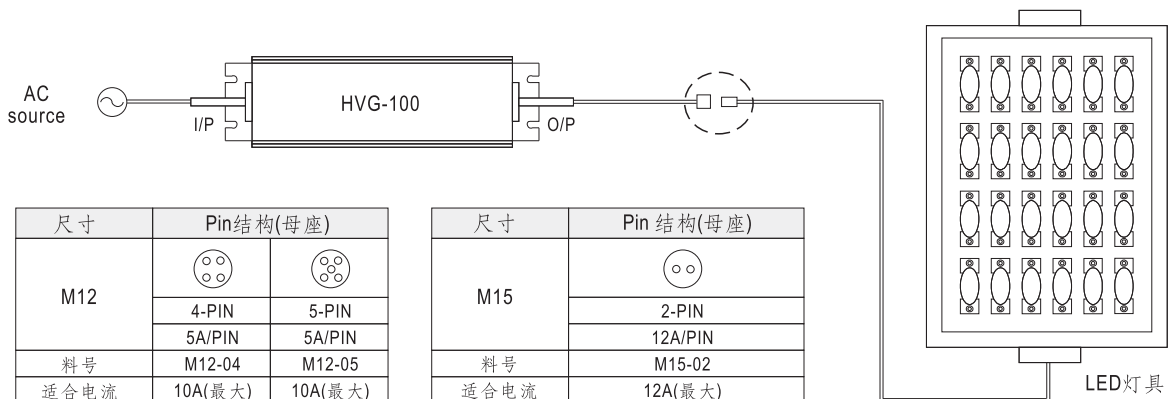 AC
source
I/P
HVG-100
O/P
尺寸 Pin结构(母座)
M12
4-PIN 5-PIN
5A/PIN 5A/PIN
料号 M12-04 M12-05
适合电流 10A(最大) 10A(最大)
尺寸 Pin 结构(母座)
M15
2-PIN
12A/PIN
料号 M15-02
适合电流 12A(最大)
LED灯具